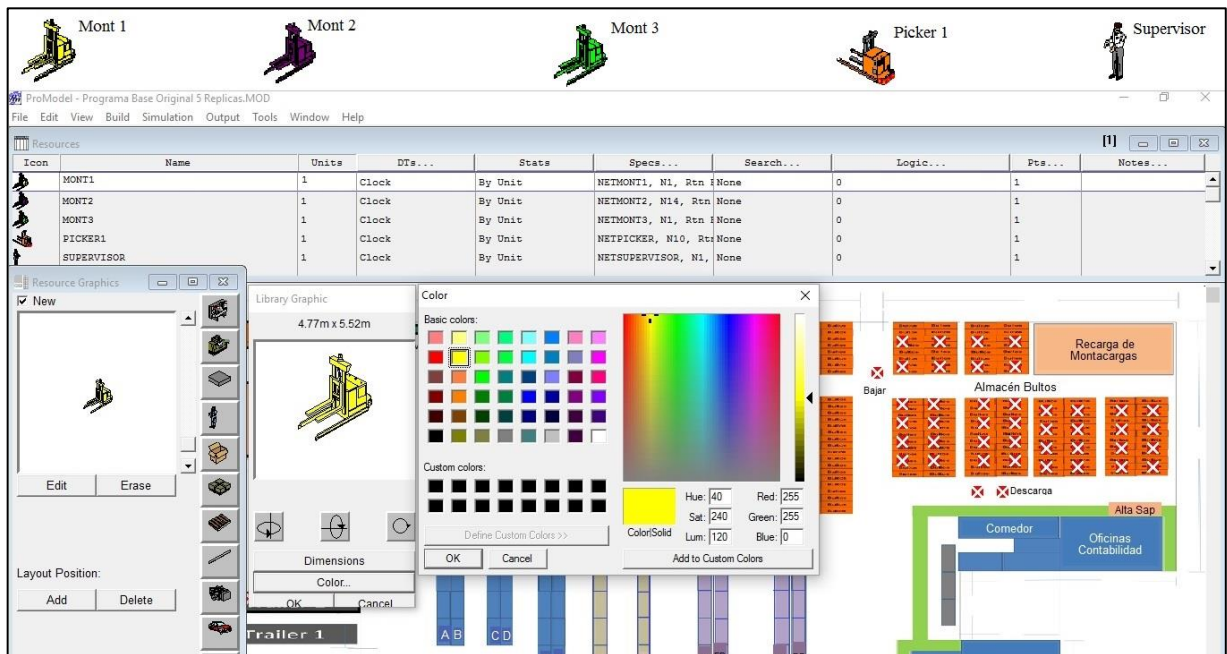 Mont 1 Mont 2 Mont 3 Picker 1 Supervisor
ProModel - Programa Base Original 5 Replicas.MOD
File Edit View Build Simulation Output Tools Window Help
Resources [1]
Icon Name Units DTs... Stats Specs... Search... Logic... Pts... Notes...
MONT1 1 Clock By Unit NETMONT1, N1, Rtn None 0 1
MONT2 1 Clock By Unit NETMONT2, N14, Rtn None 0 1
MONT3 1 Clock By Unit NETMONT3, N1, Rtn None 0 1
PICKER1 1 Clock By Unit NETPICKER, N10, Rt None 0 1
SUPERVISOR 1 Clock By Unit NETSUPERVISOR, N1, None 0 1
Resource Graphics
New
Edit Erase
Layout Position:
Add Delete
Library Graphic
4.77m x 5.52m
Dimensions
Color...
OK Cancel
Color
Basic colors:
Custom colors:
Define Custom Colors >>
OK Cancel
Color|Solid
Hue: 40 Red: 255
Sat: 240 Green: 255
Lum: 120 Blue: 0
Add to Custom Colors
Recarga de
Montacargas
Bajar
Almacén Bultos
Descarga
Alta Sap
Comedor
Oficinas
Contabilidad
Trailer 1
A B C D